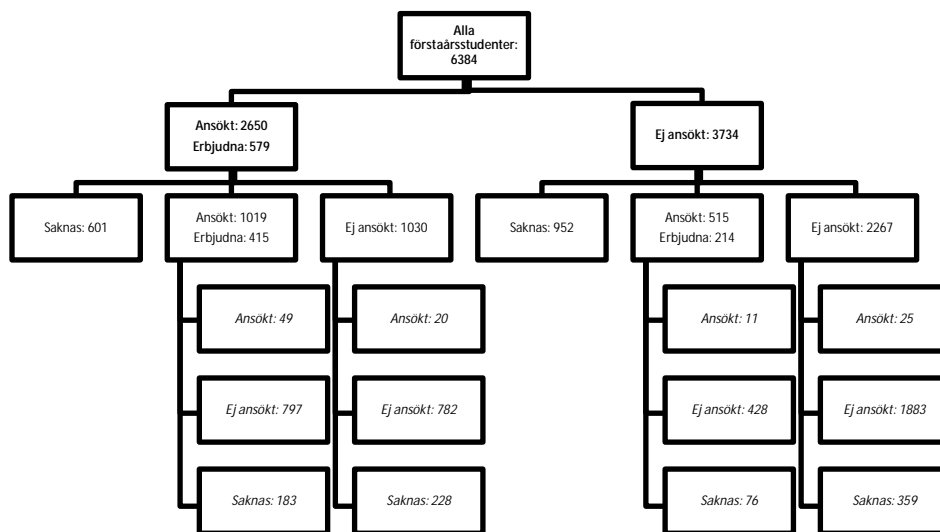 Alla
förstaårsstudenter:
6384
Ansökt: 2650
Erbjudna: 579
Ej ansökt: 3734
Saknas: 601
Ansökt: 1019
Erbjudna: 415
Ej ansökt: 1030
Saknas: 952
Ansökt: 515
Erbjudna: 214
Ej ansökt: 2267
Ansökt: 49
Ansökt: 20
Ansökt: 11
Ansökt: 25
Ej ansökt: 797
Ej ansökt: 782
Ej ansökt: 428
Ej ansökt: 1883
Saknas: 183
Saknas: 228
Saknas: 76
Saknas: 359